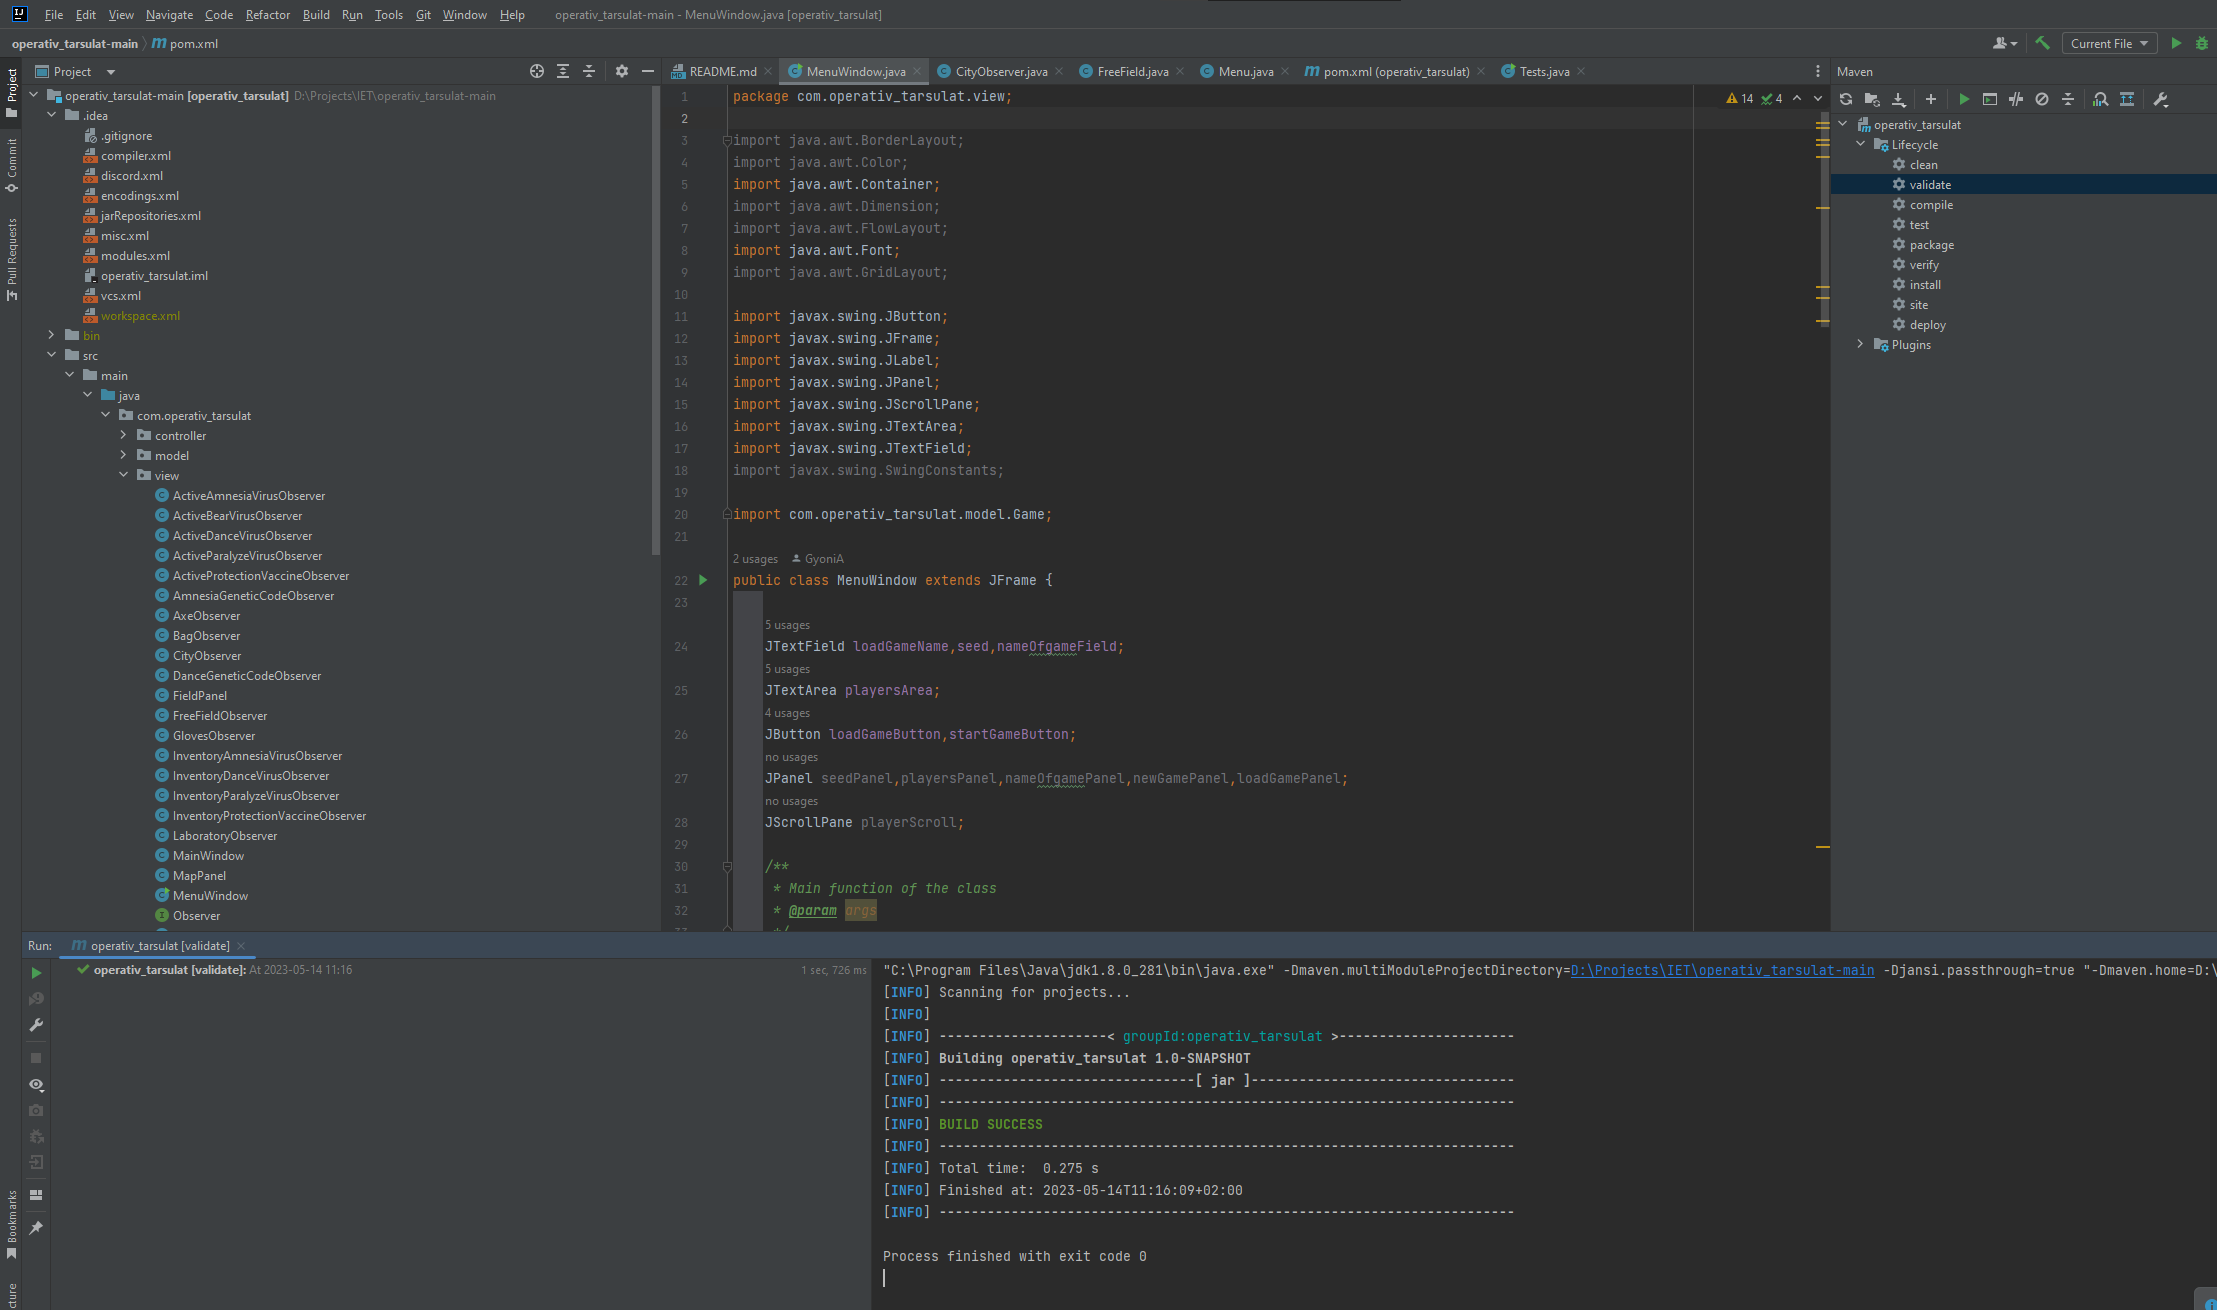 File Edit View Navigate Code Refactor Build Run Tools Git Window Help operativ_tarsulat-main - MenuWindow.java [operativ_tarsulat]
operativ_tarsulat-main pom.xml
Current File
Project
Commit
Pull Requests
Bookmarks
Project
operativ_tarsulat-main [operativ_tarsulat] D:\Projects\IET\operativ_tarsulat-main
.idea
.gitignore
compiler.xml
discord.xml
encodings.xml
jarRepositories.xml
misc.xml
modules.xml
operativ_tarsulat.iml
vcs.xml
workspace.xml
bin
src
main
java
com.operativ_tarsulat
controller
model
view
ActiveAmnesiaVirusObserver
ActiveBearVirusObserver
ActiveDanceVirusObserver
ActiveParalyzeVirusObserver
ActiveProtectionVaccineObserver
AmnesiaGeneticCodeObserver
AxeObserver
BagObserver
CityObserver
DanceGeneticCodeObserver
FieldPanel
FreeFieldObserver
GlovesObserver
InventoryAmnesiaVirusObserver
InventoryDanceVirusObserver
InventoryParalyzeVirusObserver
InventoryProtectionVaccineObserver
LaboratoryObserver
MainWindow
MapPanel
MenuWindow
Observer
README.md MenuWindow.java CityObserver.java FreeField.java Menu.java pom.xml (operativ_tarsulat) Tests.java
14 4
1 package com.operativ_tarsulat.view;
2
3 import java.awt.BorderLayout;
4 import java.awt.Color;
5 import java.awt.Container;
6 import java.awt.Dimension;
7 import java.awt.FlowLayout;
8 import java.awt.Font;
9 import java.awt.GridLayout;
10
11 import javax.swing.JButton;
12 import javax.swing.JFrame;
13 import javax.swing.JLabel;
14 import javax.swing.JPanel;
15 import javax.swing.JScrollPane;
16 import javax.swing.JTextArea;
17 import javax.swing.JTextField;
18 import javax.swing.SwingConstants;
19
20 import com.operativ_tarsulat.model.Game;
21
2 usages GyoniA
22 public class MenuWindow extends JFrame {
23
5 usages
24 JTextField loadGameName,seed,nameOfgameField;
5 usages
25 JTextArea playersArea;
4 usages
26 JButton loadGameButton,startGameButton;
no usages
27 JPanel seedPanel,playersPanel,nameOfgamePanel,newGamePanel,loadGamePanel;
no usages
28 JScrollPane playerScroll;
29
30 /**
31 * Main function of the class
32 * @param args
Maven
operativ_tarsulat
Lifecycle
clean
validate
compile
test
package
verify
install
site
deploy
Plugins
Run: operativ_tarsulat [validate]
operativ_tarsulat [validate]: At 2023-05-14 11:16 1 sec, 726 ms
"C:\Program Files\Java\jdk1.8.0_281\bin\java.exe" -Dmaven.multiModuleProjectDirectory=D:\Projects\IET\operativ_tarsulat-main -Djansi.passthrough=true "-Dmaven.home=D:\
[INFO] Scanning for projects...
[INFO]
[INFO] ----------------------< groupId:operativ_tarsulat >----------------------
[INFO] Building operativ_tarsulat 1.0-SNAPSHOT
[INFO] --------------------------------[ jar ]---------------------------------
[INFO] ------------------------------------------------------------------------
[INFO] BUILD SUCCESS
[INFO] ------------------------------------------------------------------------
[INFO] Total time:  0.275 s
[INFO] Finished at: 2023-05-14T11:16:09+02:00
[INFO] ------------------------------------------------------------------------
Process finished with exit code 0